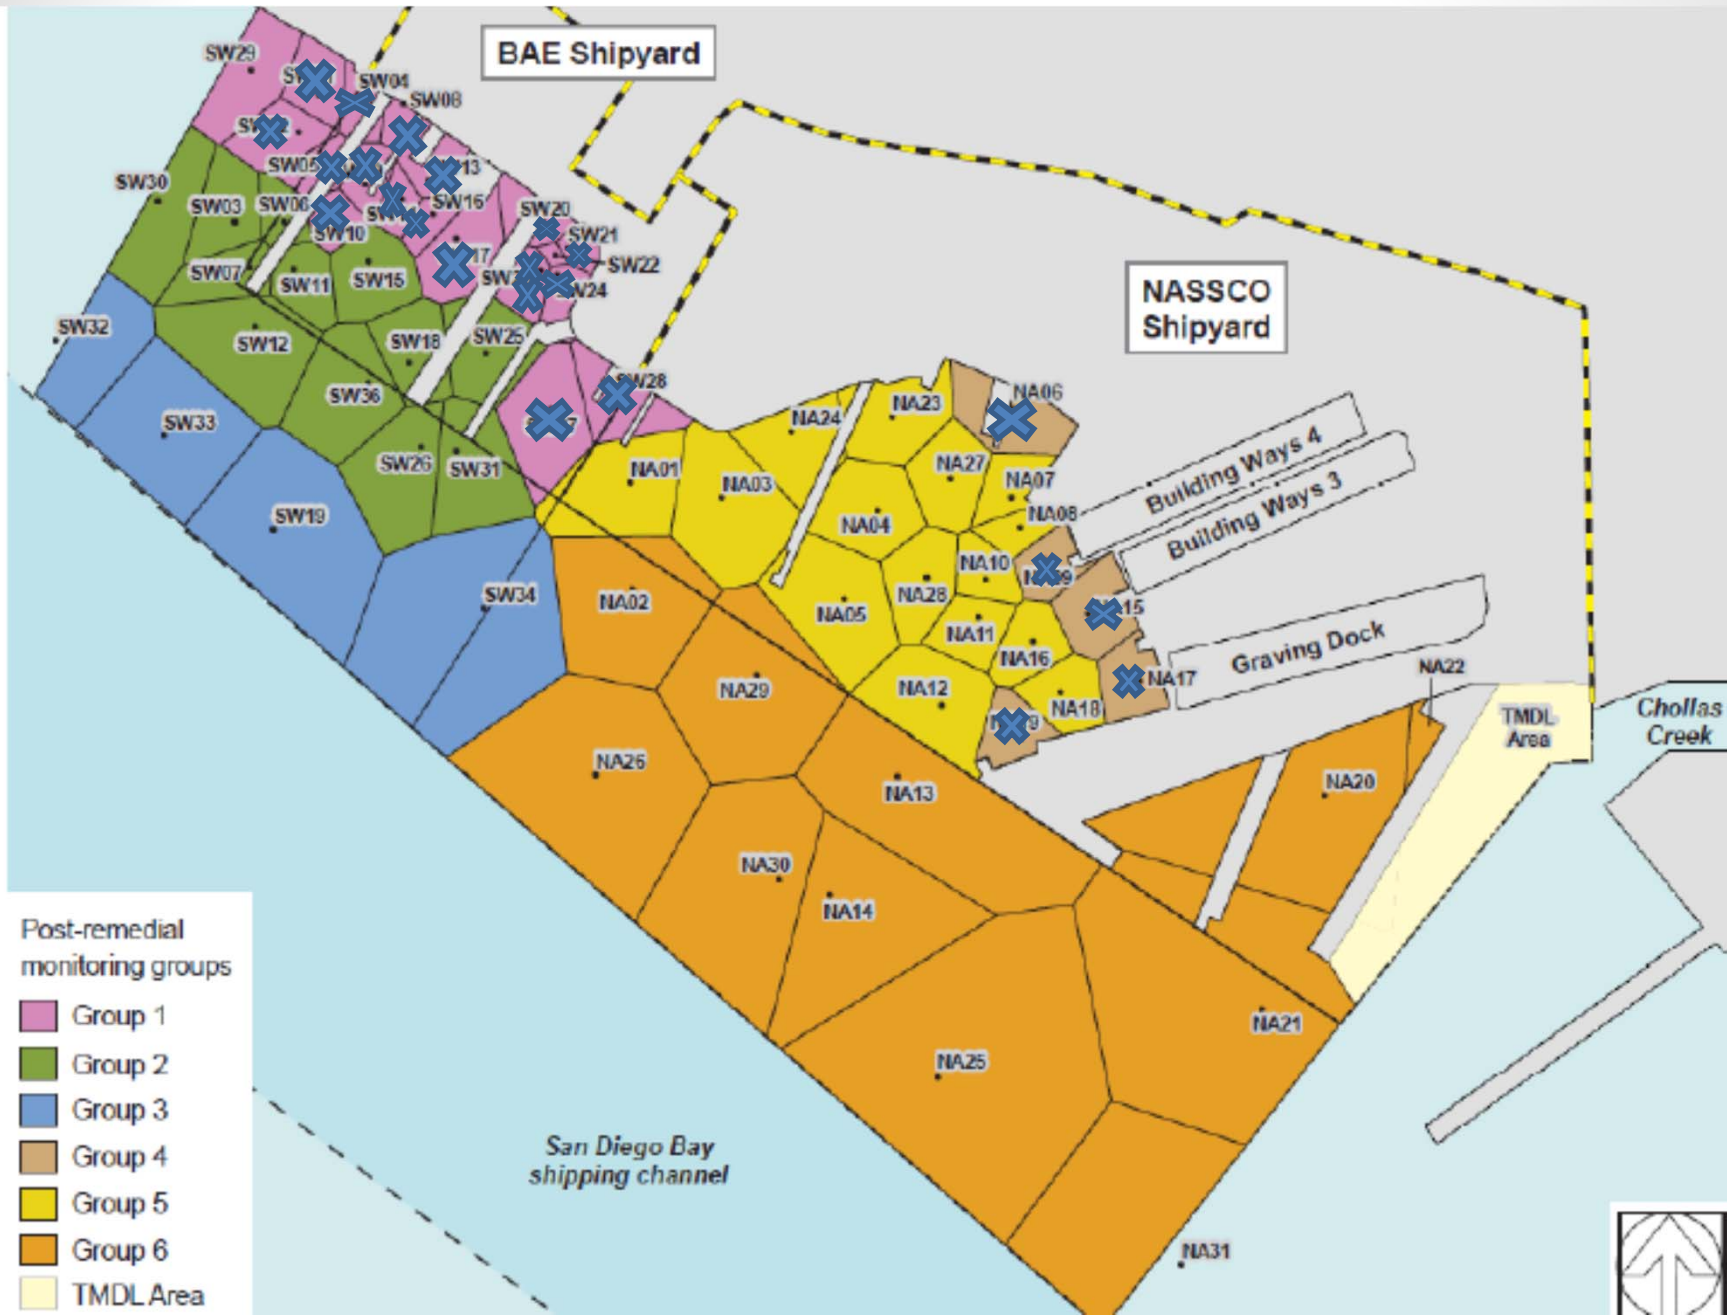 BAE Shipyard
SW29
SW04
SW08
SW05
SW30
SW03
SW06
SW16
SW10
SW20
SW21
SW22
SW07
SW11
SW15
SW32
SW12
SW18
SW25
SW36
SW33
SW26
SW31
SW19
SW34
NASSCO
Shipyard
NA06
NA23
NA24
NA27
NA07
NA01
NA03
NA08
NA04
NA10
NA28
NA05
NA11
NA16
NA12
NA18
NA17
NA02
NA29
NA26
NA13
NA30
NA14
NA25
NA21
NA20
NA22
NA31
Building Ways 4
Building Ways 3
Graving Dock
TMDL
Area
Chollas
Creek
San Diego Bay
shipping channel
Post-remedial
monitoring groups
Group 1
Group 2
Group 3
Group 4
Group 5
Group 6
TMDL Area